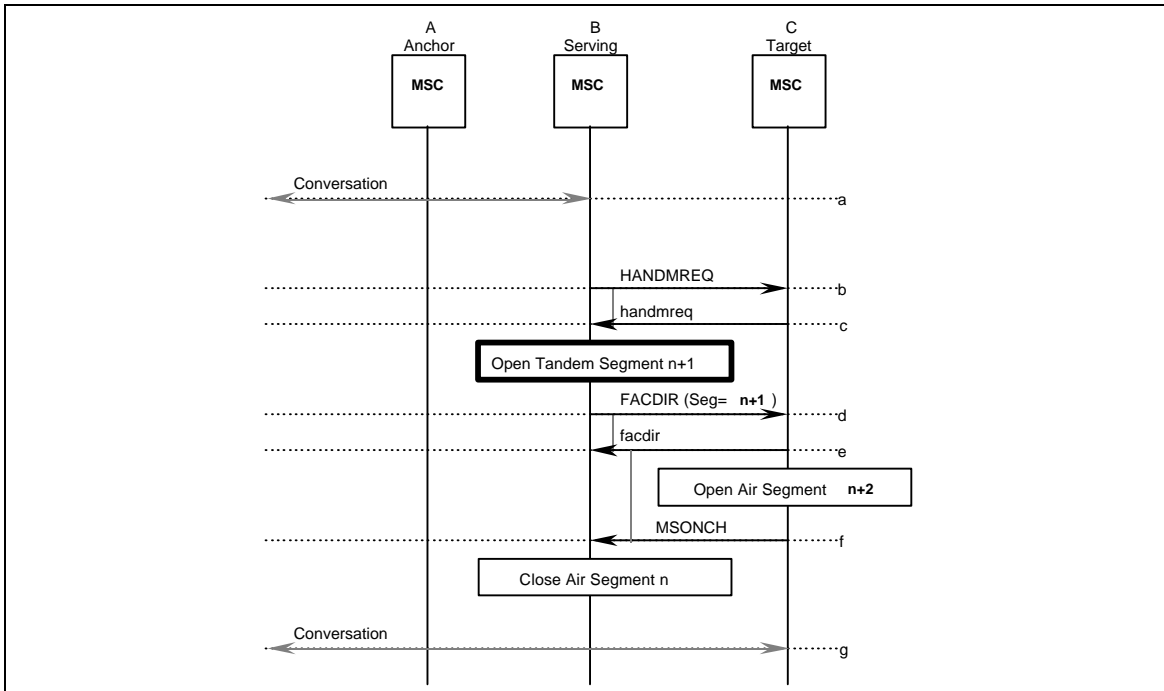 A
Anchor
B
Serving
C
Target
MSC
MSC
MSC
Conversation
a
HANDMREQ
b
handmreq
c
Open Tandem Segment n+1
FACDIR (Seg= n+1 )
d
facdir
e
Open Air Segment n+2
MSONCH
f
Close Air Segment n
Conversation
g